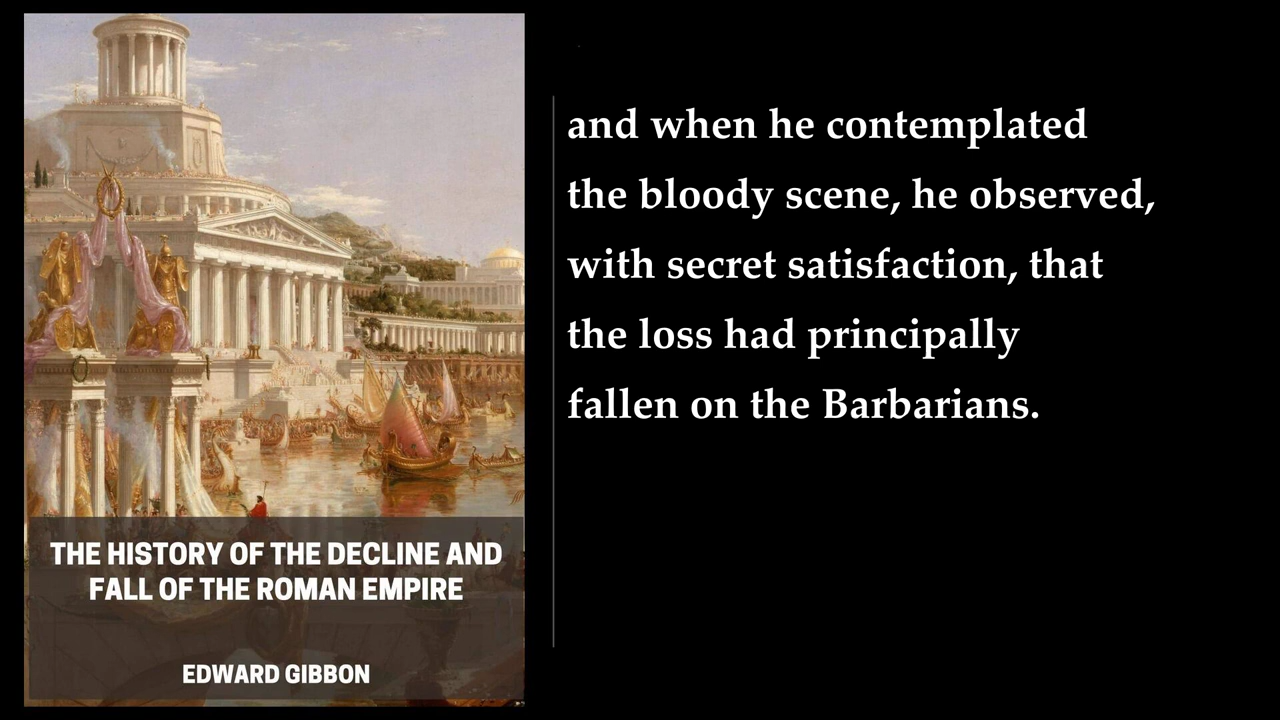 and when he contemplated
the bloody scene, he observed,
with secret satisfaction, that
the loss had principally
fallen on the Barbarians.
THE HISTORY OF THE DECLINE AND
FALL OF THE ROMAN EMPIRE
EDWARD GIBBON